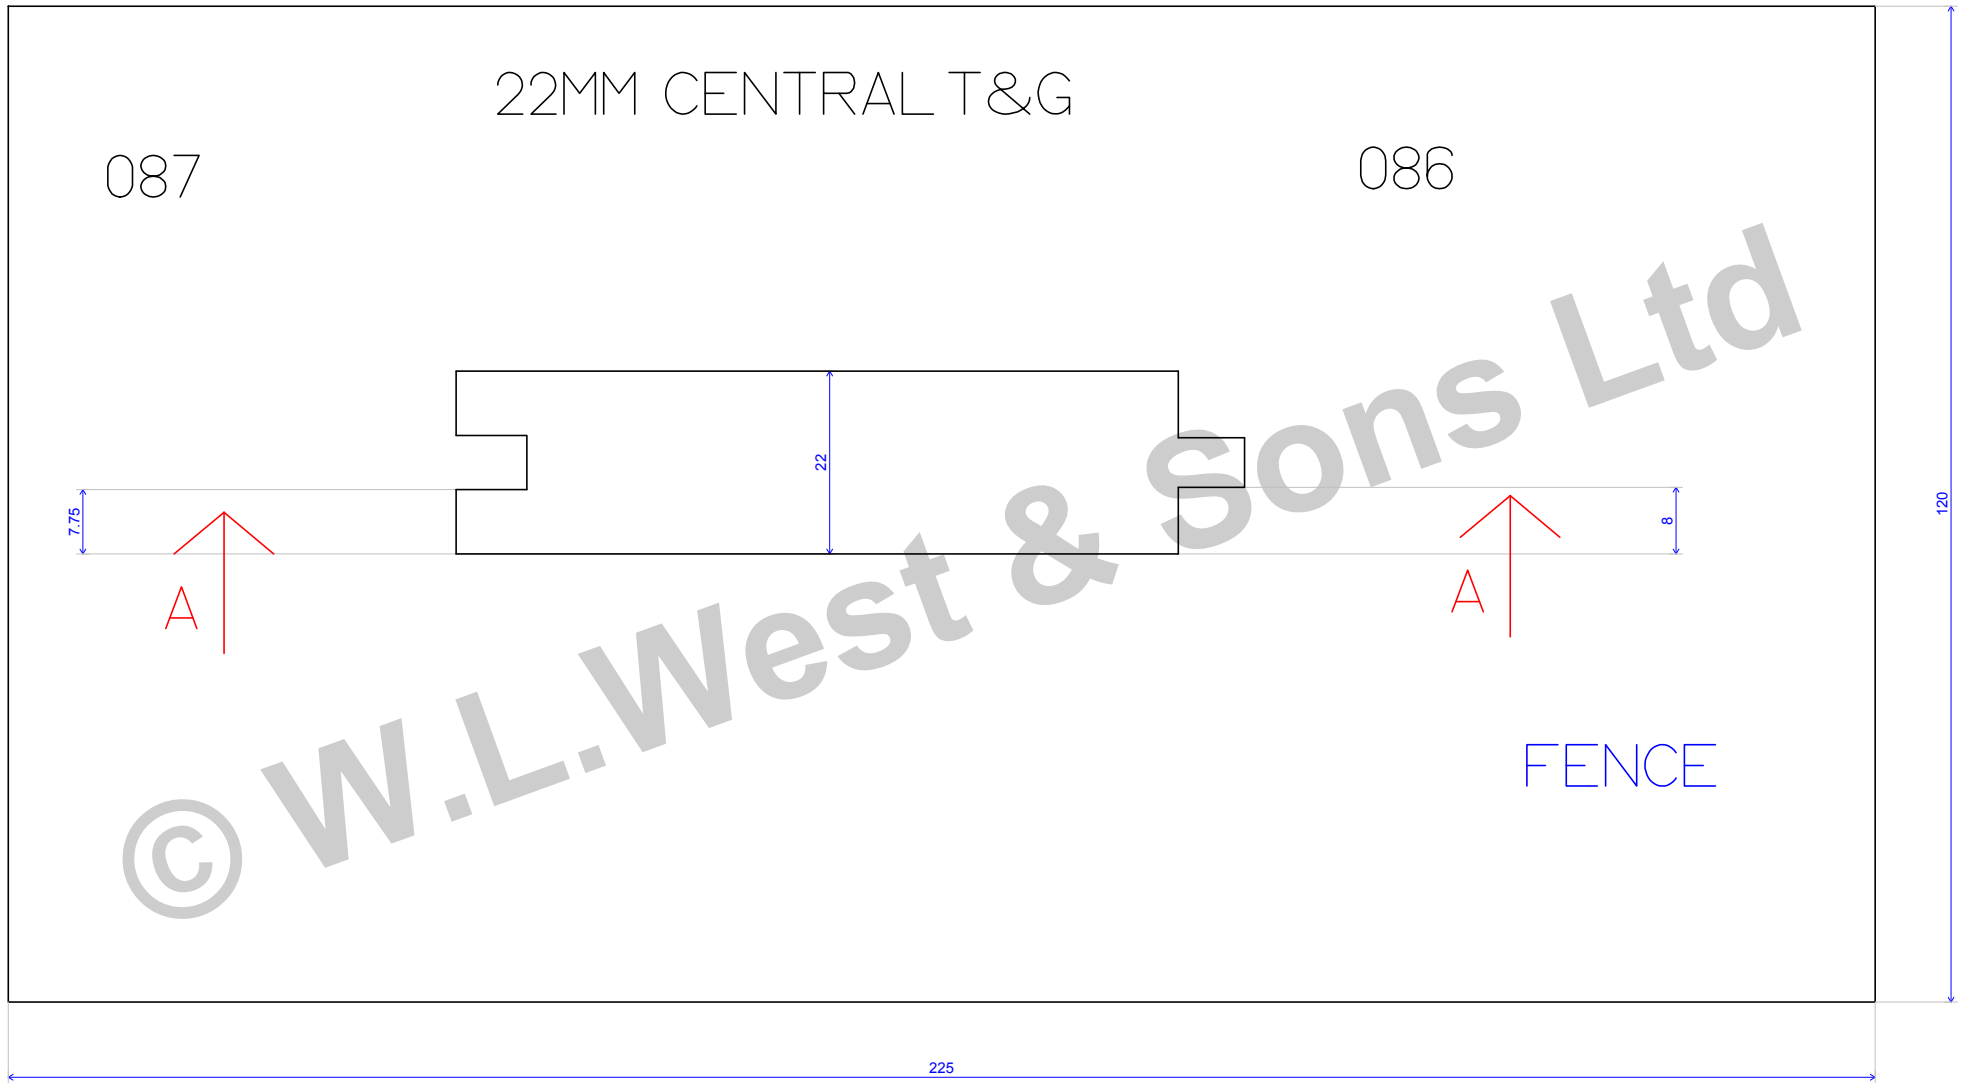 22MM CENTRAL T&G
087
086
22
7.75
8
120
A
A
© W.L.West & Sons Ltd
FENCE
225